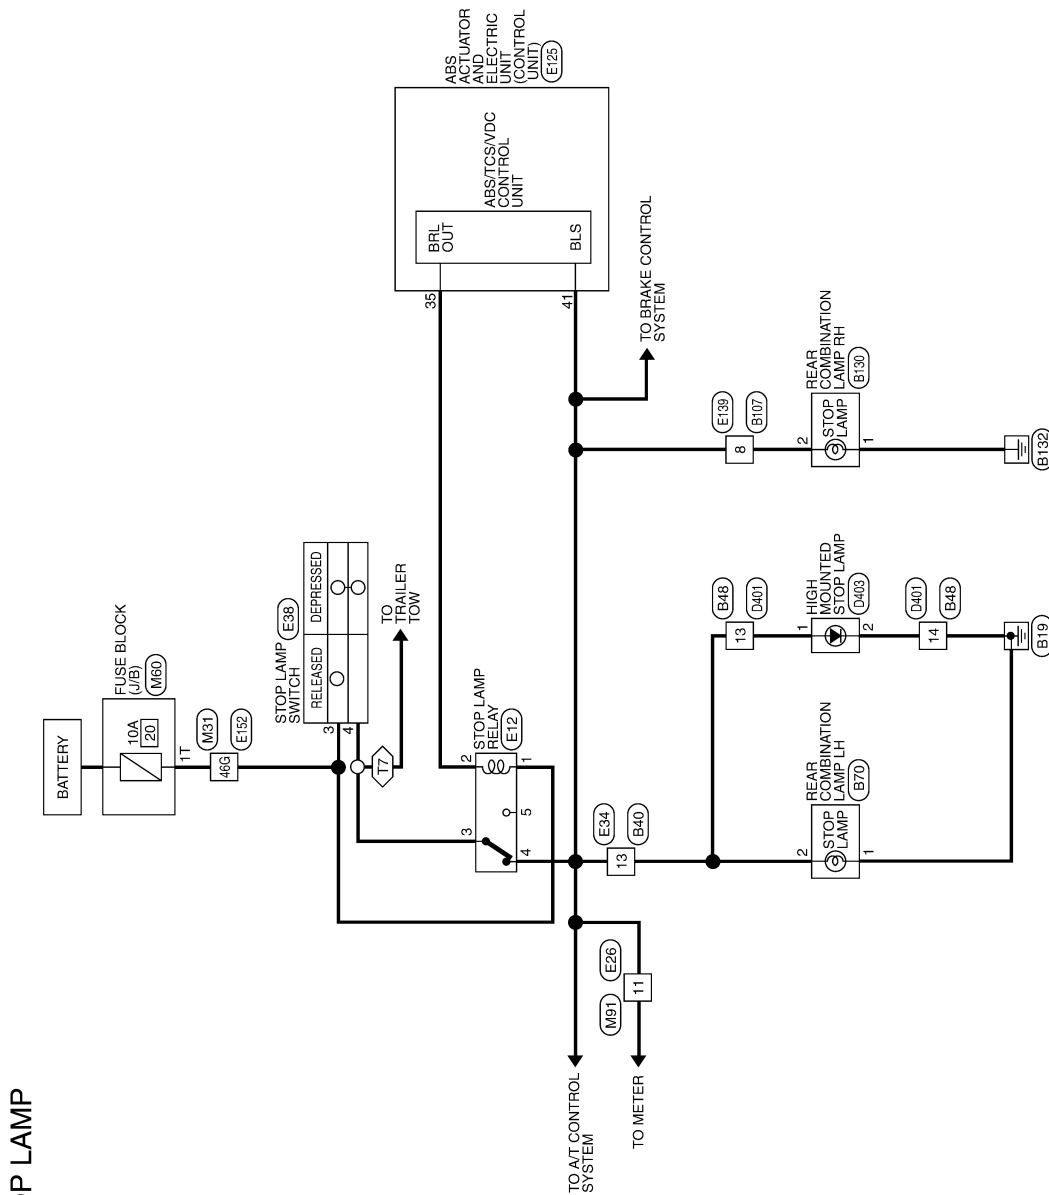 P LAMP
BATTERY
FUSE BLOCK
(J/B)
M60
10A
20
1T
46G
M31
E152
STOP LAMP
SWITCH
E38
RELEASED
DEPRESSED
3
4
T7
TO
TRAILER
TOW
STOP LAMP
RELAY
E12
2
1
3
5
4
ABS
ACTUATOR
AND
ELECTRIC
UNIT
(CONTROL
UNIT)
E125
ABS/TCS/VDC
CONTROL
UNIT
BRL
OUT
BLS
35
41
TO BRAKE CONTROL
SYSTEM
TO A/T CONTROL
SYSTEM
TO METER
M91
E26
11
E34
B40
13
B48
D401
13
E139
B107
8
REAR
COMBINATION
LAMP LH
B70
2
STOP
LAMP
1
HIGH
MOUNTED
STOP LAMP
D403
1
2
D401
B48
14
B19
REAR
COMBINATION
LAMP RH
B130
2
STOP
LAMP
1
B132